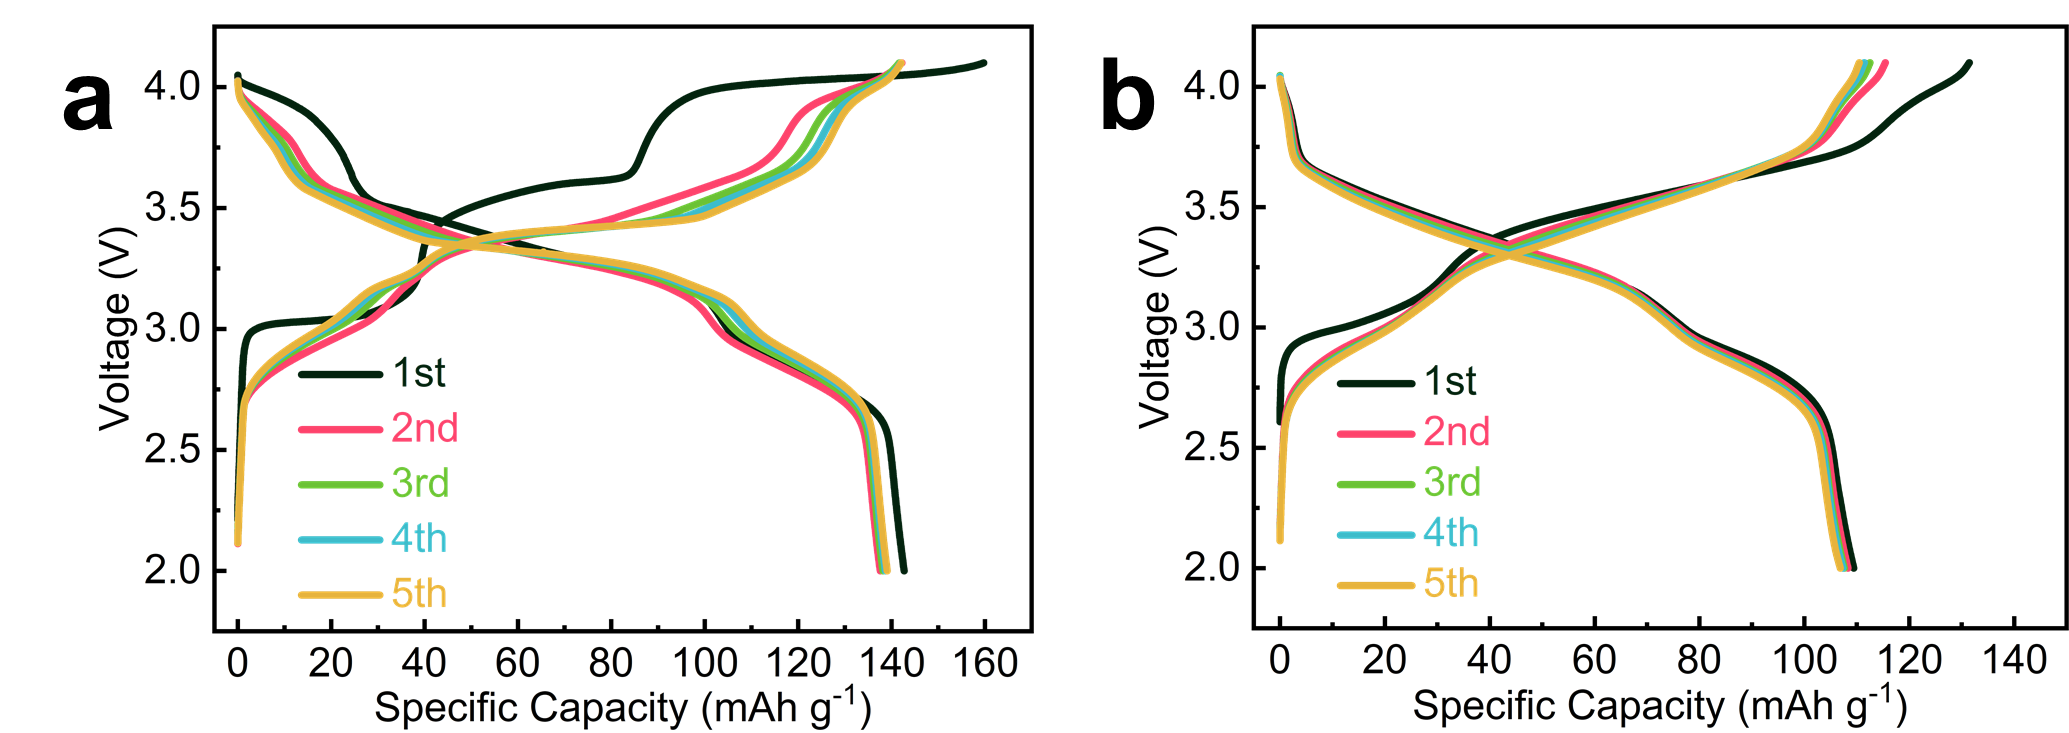 a
4.0
3.5
3.0
2.5
2.0
Voltage (V)
1st
2nd
3rd
4th
5th
0 20 40 60 80 100 120 140 160
Specific Capacity (mAh g⁻¹)
b
4.0
3.5
3.0
2.5
2.0
Voltage (V)
1st
2nd
3rd
4th
5th
0 20 40 60 80 100 120 140
Specific Capacity (mAh g⁻¹)